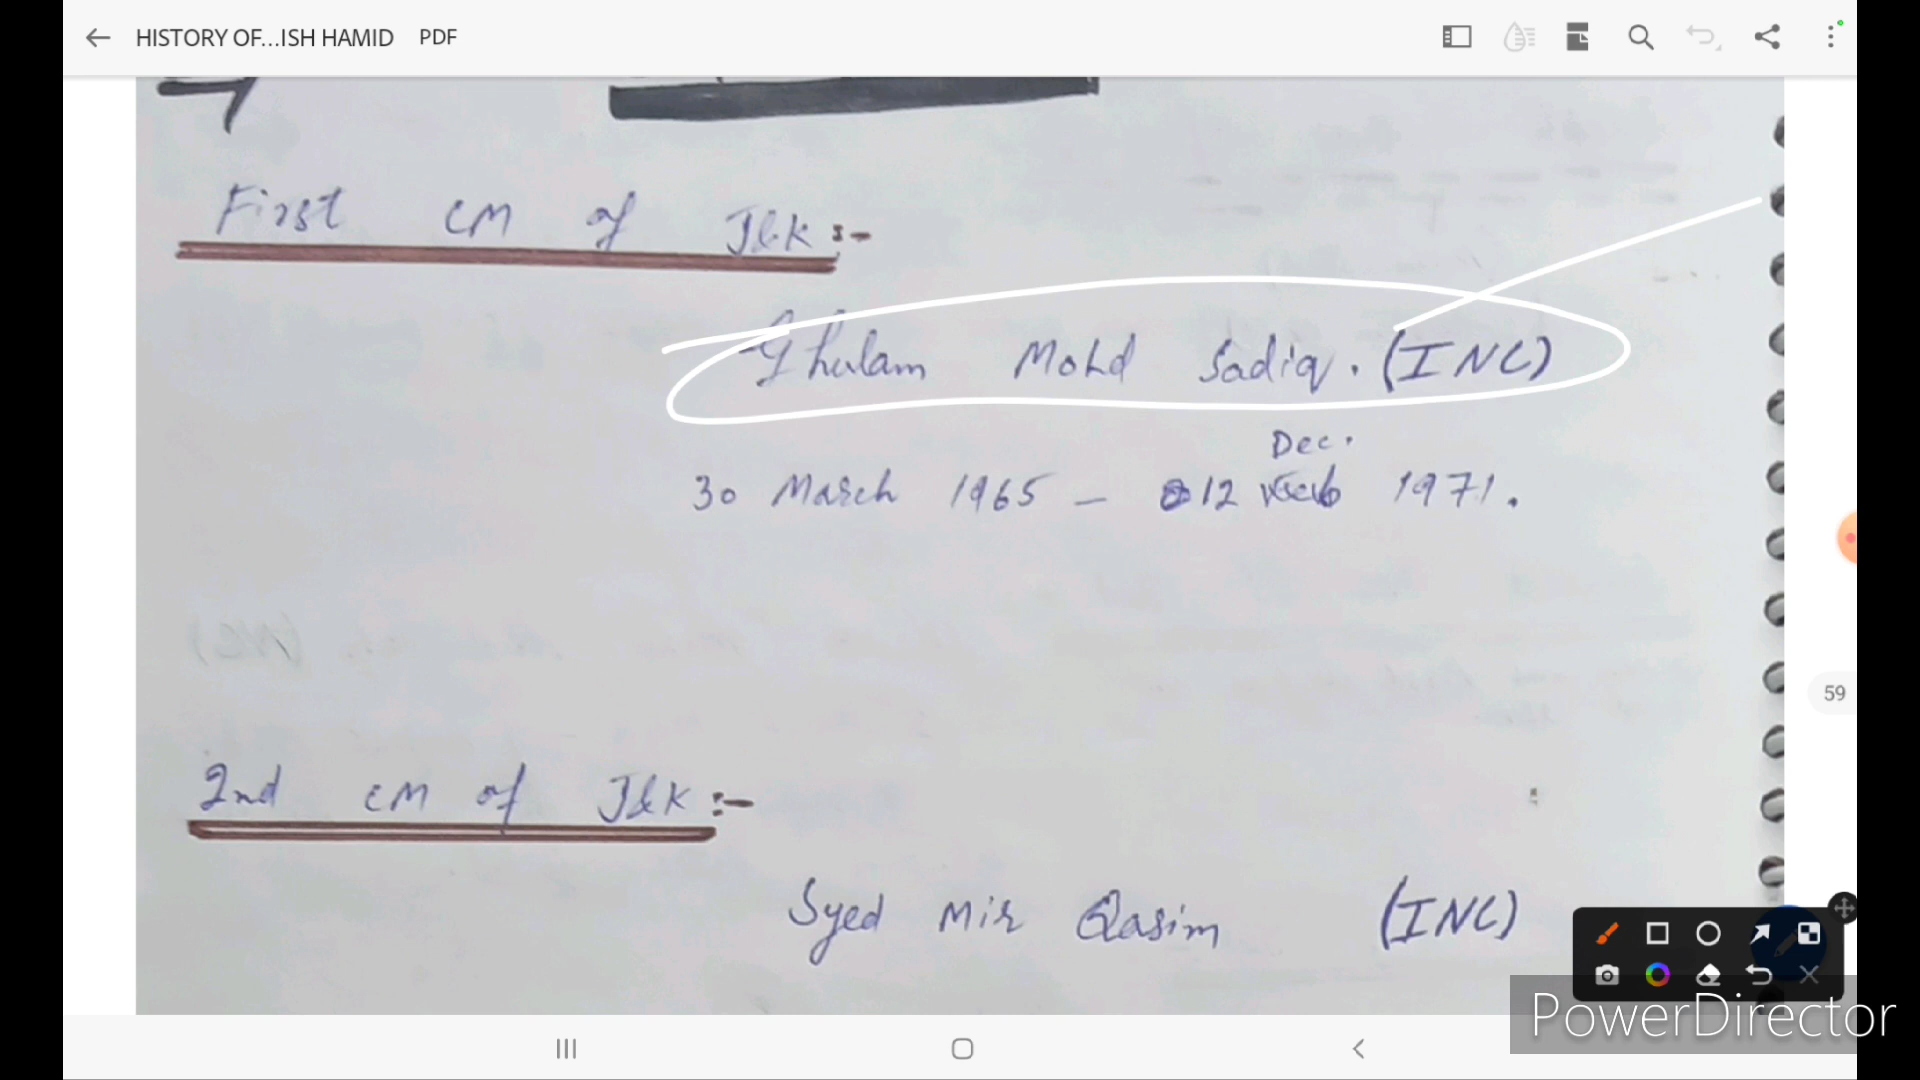 HISTORY OF...ISH HAMID PDF
First CM of J&K :-
Ghulam Mohd Sadiq. (INC)
Dec.
30 March 1965 - 12 1971.
59
2nd CM of J&K :-
Syed Mir Qasim (INC)
PowerDirector